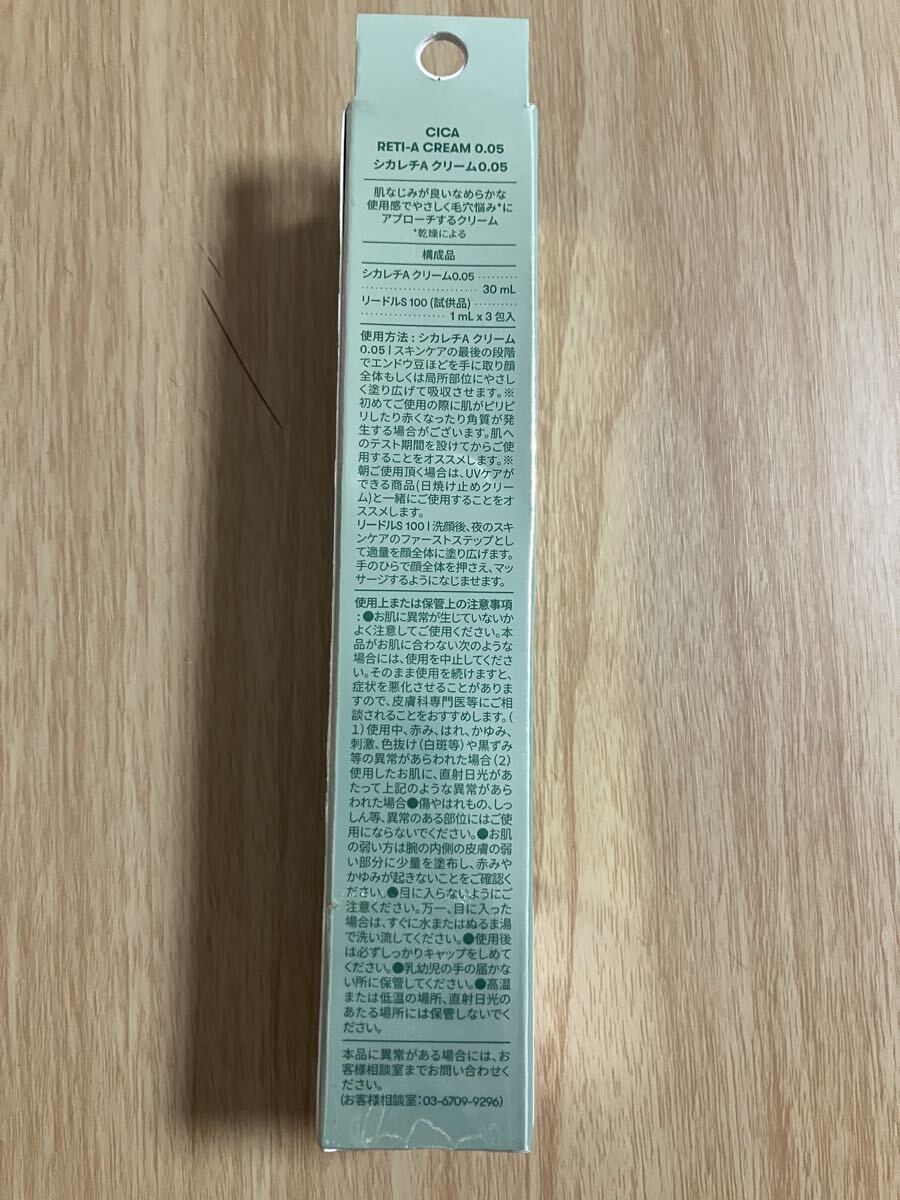 CICA
RETI-A CREAM 0.05
シカレチA クリーム0.05
肌なじみが良いなめらかな
使用感でやさしく毛穴悩み*に
アプローチするクリーム
*乾燥による
構成品
シカレチA クリーム0.05 ·········
························ 30 mL
リードルS 100 (試供品) ··········
·················· 1 mL x 3 包入
使用方法 : シカレチA クリーム
0.05 | スキンケアの最後の段階
でエンドウ豆ほどを手に取り顔
全体もしくは局所部位にやさし
く塗り広げて吸収させます。※
初めてご使用の際に肌がピリピ
リしたり赤くなったり角質が発
生する場合がございます。肌へ
のテスト期間を設けてからご使
用することをオススメします。※
朝ご使用頂く場合は、UVケアが
できる商品(日焼け止めクリー
ム)と一緒にご使用することをオ
ススメします。
リードルS 100 | 洗顔後、夜のスキ
ンケアのファーストステップとし
て適量を顔全体に塗り広げます。
手のひらで顔全体を押さえ、マッ
サージするようになじませます。
使用上または保管上の注意事項
: ●お肌に異常が生じていないか
よく注意してご使用ください。本
品がお肌に合わない次のような
場合には、使用を中止してくださ
い。そのまま使用を続けますと、
症状を悪化させることがありま
すので、皮膚科専門医等にご相
談されることをおすすめします。(
1)使用中、赤み、はれ、かゆみ、
刺激、色抜け(白斑等)や黒ずみ
等の異常があらわれた場合(2)
使用したお肌に、直射日光があ
たって上記のような異常があら
われた場合●傷やはれもの、しっ
しん等、異常のある部位にはご使
用にならないでください。●お肌
の弱い方は腕の内側の皮膚の弱
い部分に少量を塗布し、赤みや
かゆみが起きないことをご確認く
ださい。●目に入らないようにご
注意ください。万一、目に入った
場合は、すぐに水またはぬるま湯
で洗い流してください。●使用後
は必ずしっかりキャップをしめて
ください。●乳幼児の手の届かな
い所に保管してください。●高温
または低温の場所、直射日光の
あたる場所には保管しないでく
ださい。
本品に異常がある場合には、お
客様相談室までお問い合わせく
ださい。
(お客様相談室:03-6709-9296)